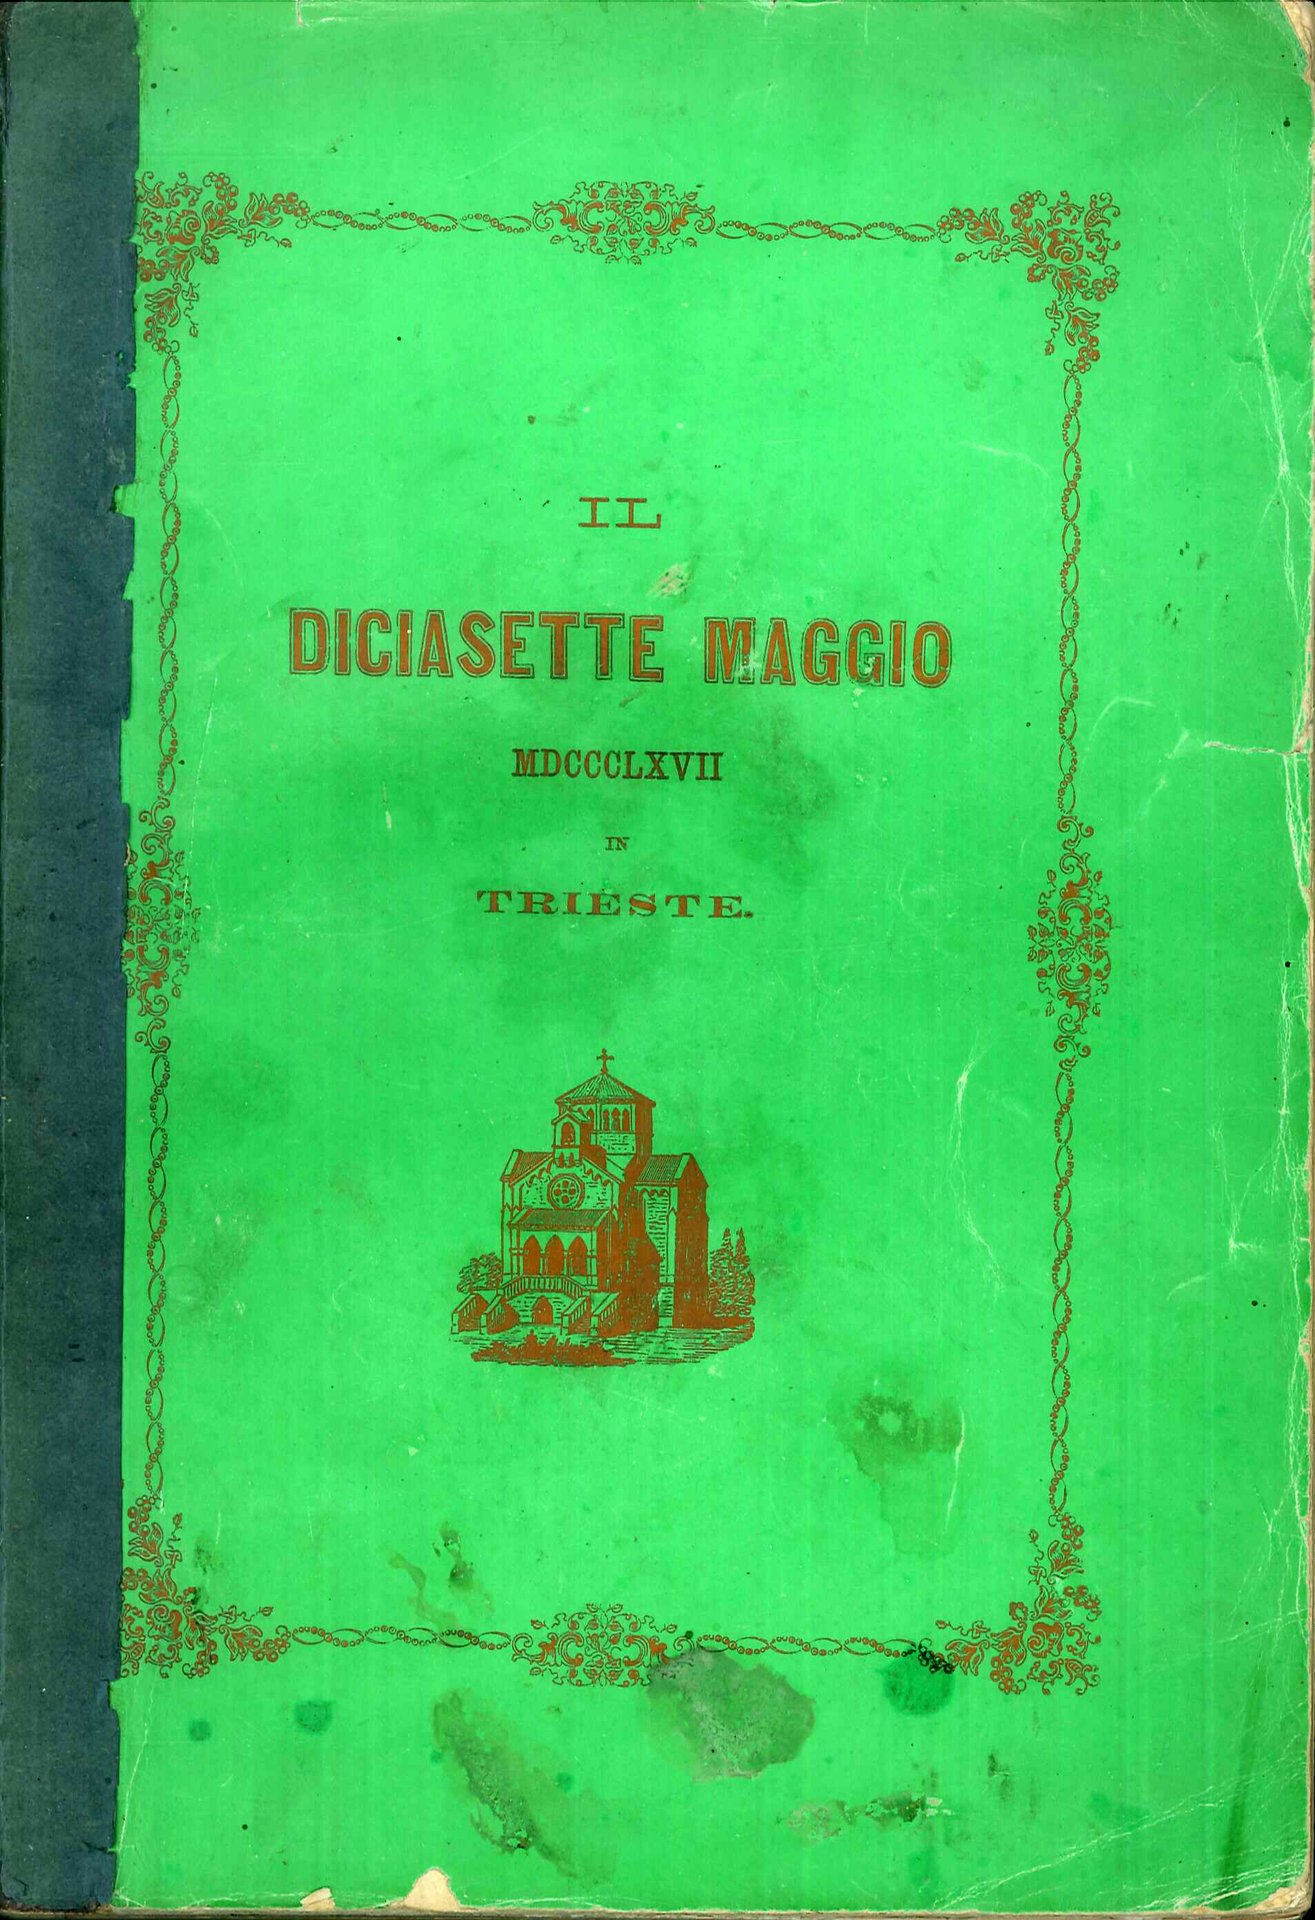 IL
DICIASETTE MAGGIO
MDCCCLXVII
IN
TRIESTE.